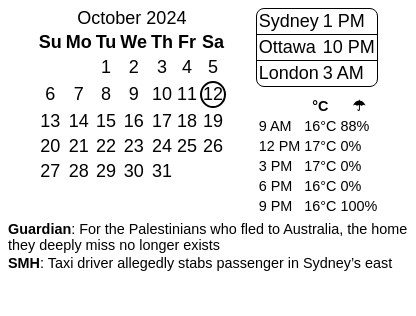 October 2024
Su Mo Tu We Th Fr Sa
1 2 3 4 5
6 7 8 9 10 11 12
13 14 15 16 17 18 19
20 21 22 23 24 25 26
27 28 29 30 31
Sydney 1 PM
Ottawa 10 PM
London 3 AM
°C ☂
9 AM 16°C 88%
12 PM 17°C 0%
3 PM 17°C 0%
6 PM 16°C 0%
9 PM 16°C 100%
Guardian: For the Palestinians who fled to Australia, the home
they deeply miss no longer exists
SMH: Taxi driver allegedly stabs passenger in Sydney’s east